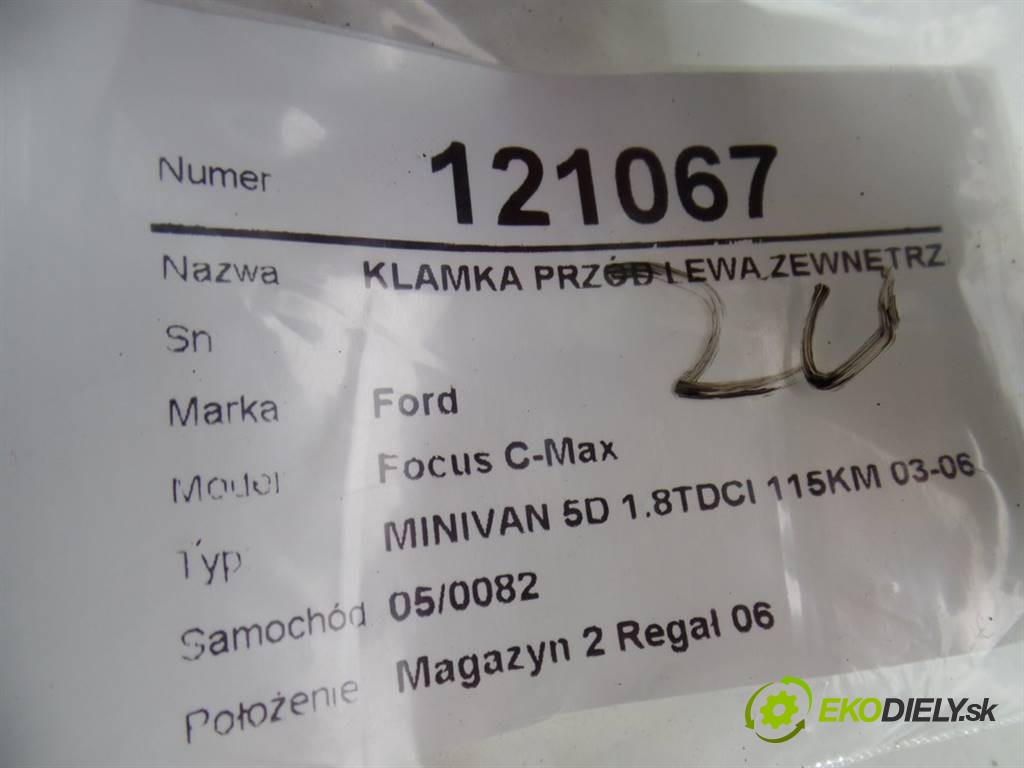 Numer 121067
Nazwa KLAMKA PRZÓD LEWA ZEWNĘTRZ
Sn
Marka Ford
Model Focus C-Max
Typ MINIVAN 5D 1.8TDCI 115KM 03-06
Samochód 05/0082
Położenie Magazyn 2 Regał 06
EKODIELY.sk